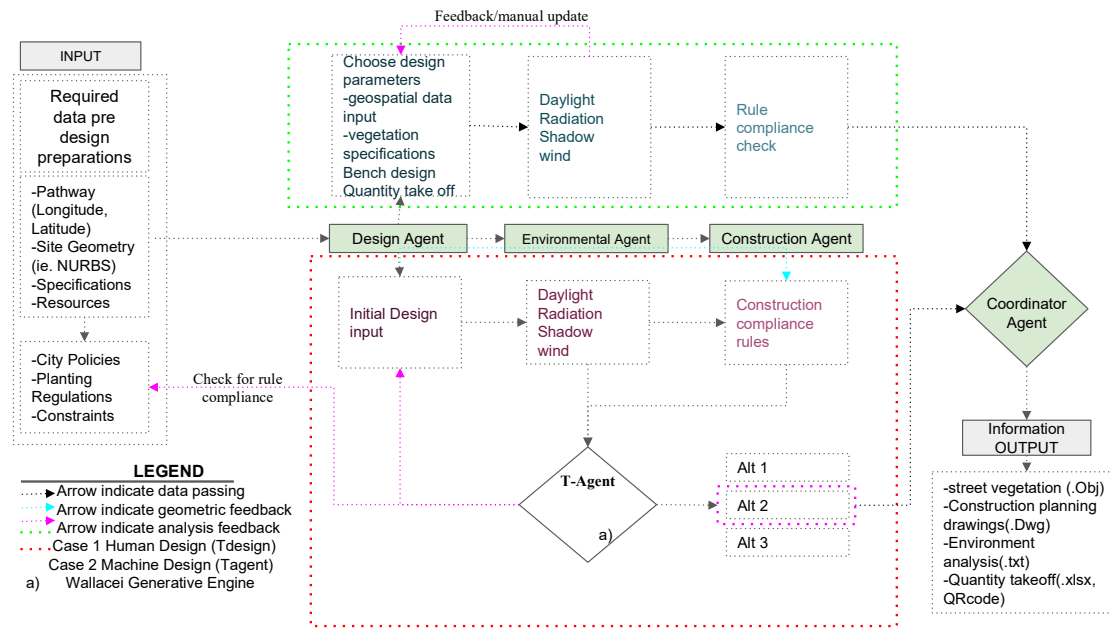 Feedback/manual update
INPUT
Required
data pre
design
preparations
-Pathway
(Longitude,
Latitude)
-Site Geometry
(ie. NURBS)
-Specifications
-Resources
-City Policies
-Planting
Regulations
-Constraints
Choose design
parameters
-geospatial data
input
-vegetation
specifications
Bench design
Quantity take off
Daylight
Radiation
Shadow
wind
Rule
compliance
check
Design Agent
Environmental Agent
Construction Agent
Initial Design
input
Daylight
Radiation
Shadow
wind
Construction
compliance
rules
Coordinator
Agent
Check for rule
compliance
T-Agent
a)
Alt 1
Alt 2
Alt 3
Information
OUTPUT
-street vegetation (.Obj)
-Construction planning
drawings(.Dwg)
-Environment
analysis(.txt)
-Quantity takeoff(.xlsx,
QRcode)
LEGEND
Arrow indicate data passing
Arrow indicate geometric feedback
Arrow indicate analysis feedback
Case 1 Human Design (Tdesign)
Case 2 Machine Design (Tagent)
a) Wallacei Generative Engine